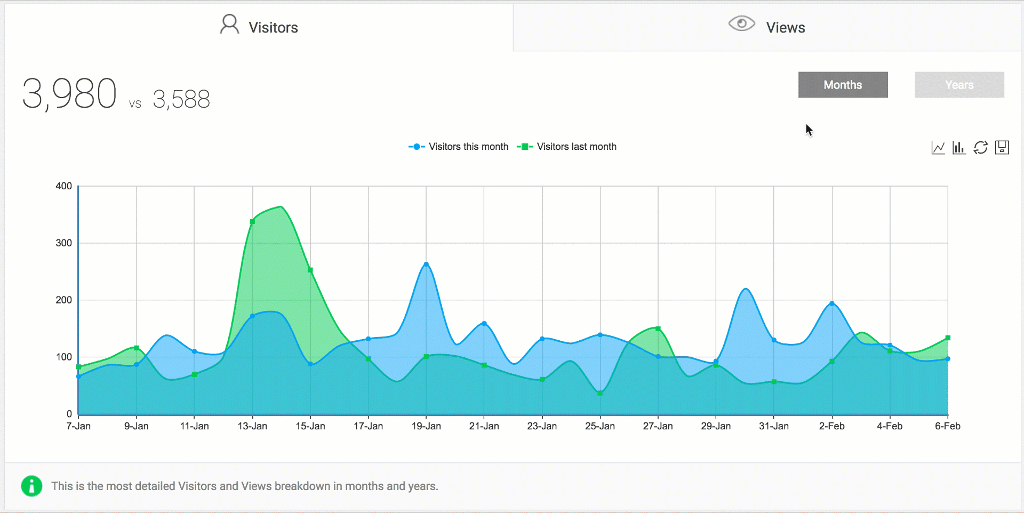 Visitors
Views
3,980 vs 3,588
Months
Years
Visitors this month
Visitors last month
400
300
200
100
0
7-Jan 9-Jan 11-Jan 13-Jan 15-Jan 17-Jan 19-Jan 21-Jan 23-Jan 25-Jan 27-Jan 29-Jan 31-Jan 2-Feb 4-Feb 6-Feb
This is the most detailed Visitors and Views breakdown in months and years.